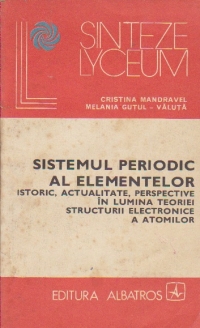 SINTEZE
LYCEUM
CRISTINA MANDRAVEL
MELANIA GUTUL - VĂLUTĂ
SISTEMUL PERIODIC
AL ELEMENTELOR
ISTORIC, ACTUALITATE, PERSPECTIVE
ÎN LUMINA TEORIEI
STRUCTURII ELECTRONICE
A ATOMILOR
EDITURA ALBATROS